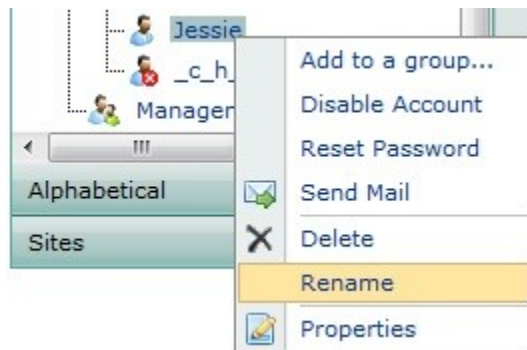 Jessie
_c_h_
Manager
Alphabetical
Sites
Add to a group...
Disable Account
Reset Password
Send Mail
Delete
Rename
Properties